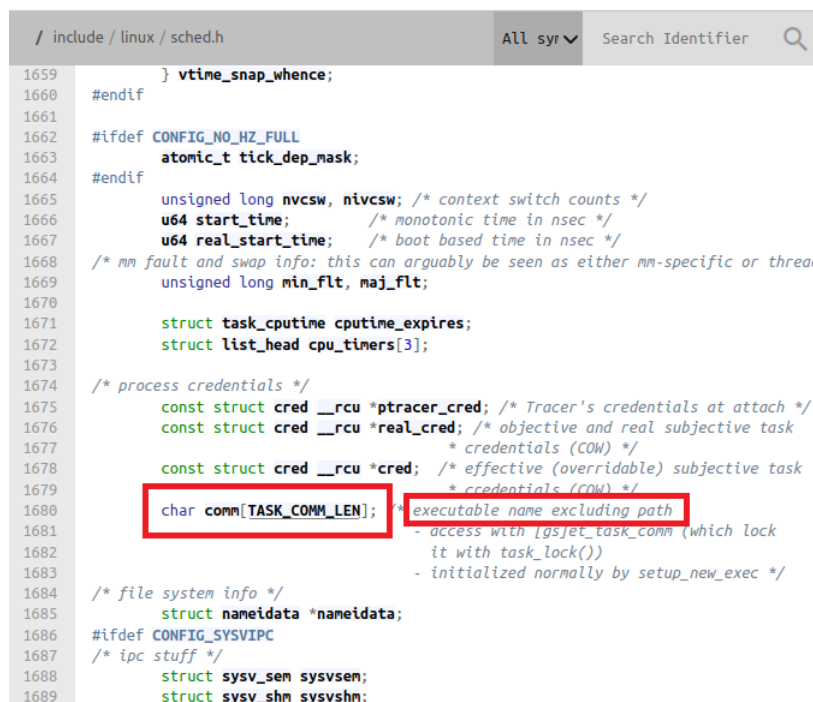 / include / linux / sched.h All syr Search Identifier
1659 } vtime_snap_whence;
1660 #endif
1661
1662 #ifdef CONFIG_NO_HZ_FULL
1663 atomic_t tick_dep_mask;
1664 #endif
1665 unsigned long nvcsw, nivcsw; /* context switch counts */
1666 u64 start_time; /* monotonic time in nsec */
1667 u64 real_start_time; /* boot based time in nsec */
1668 /* mm fault and swap info: this can arguably be seen as either mm-specific or threa
1669 unsigned long min_flt, maj_flt;
1670
1671 struct task_cputime cputime_expires;
1672 struct list_head cpu_timers[3];
1673
1674 /* process credentials */
1675 const struct cred __rcu *ptracer_cred; /* Tracer's credentials at attach */
1676 const struct cred __rcu *real_cred; /* objective and real subjective task
1677 * credentials (COW) */
1678 const struct cred __rcu *cred; /* effective (overridable) subjective task
1679 * credentials (COW) */
1680 char comm[TASK_COMM_LEN]; /* executable name excluding path
1681 - access with [gs]et_task_comm (which lock
1682 it with task_lock())
1683 - initialized normally by setup_new_exec */
1684 /* file system info */
1685 struct nameidata *nameidata;
1686 #ifdef CONFIG_SYSVIPC
1687 /* ipc stuff */
1688 struct sysv_sem sysvsem;
1689 struct sysv_shm sysvshm;